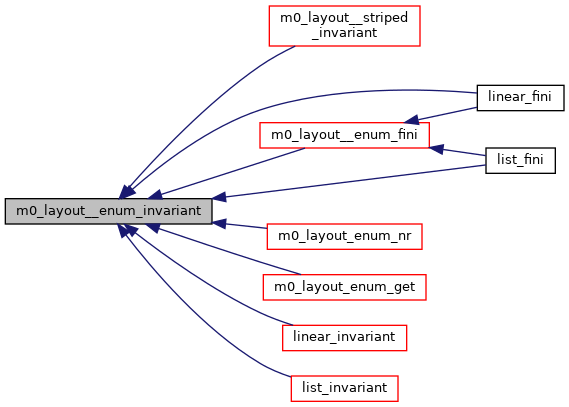 m0_layout__striped
_invariant
linear_fini
m0_layout__enum_fini
list_fini
m0_layout__enum_invariant
m0_layout_enum_nr
m0_layout_enum_get
linear_invariant
list_invariant